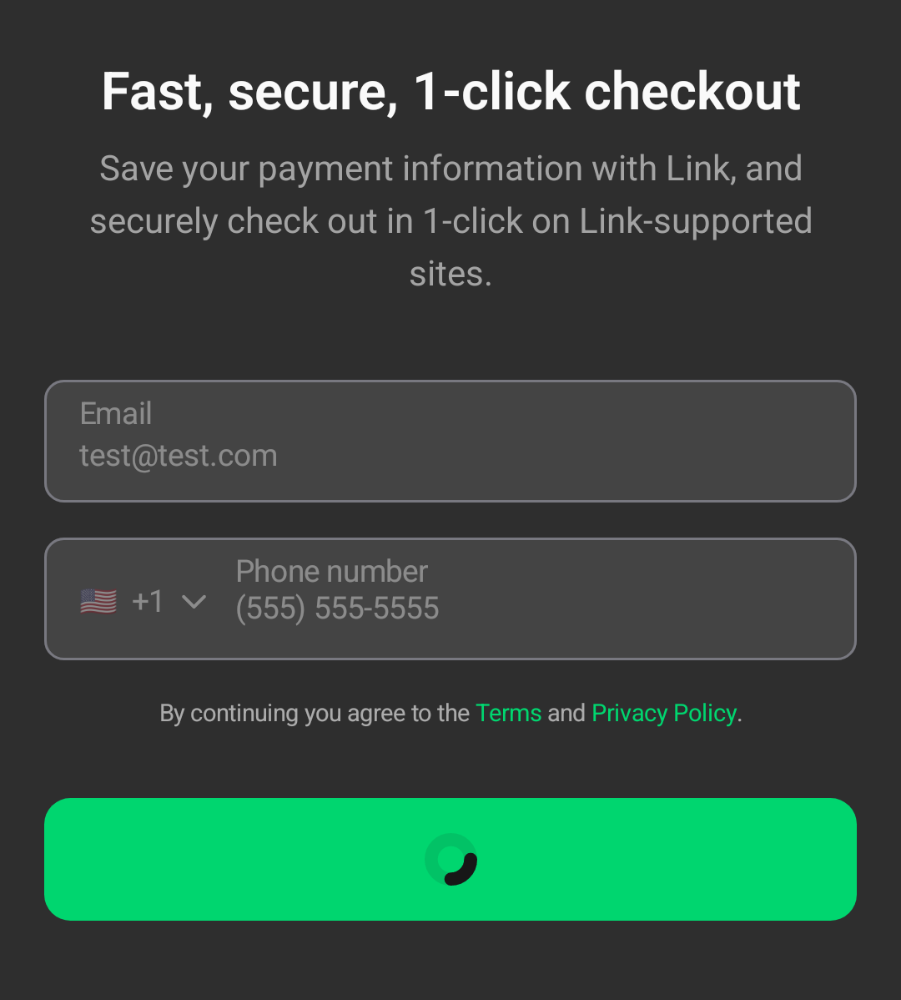 Fast, secure, 1-click checkout
Save your payment information with Link, and
securely check out in 1-click on Link-supported
sites.
Email
test@test.com
Phone number
+1
(555) 555-5555
By continuing you agree to the Terms and Privacy Policy.